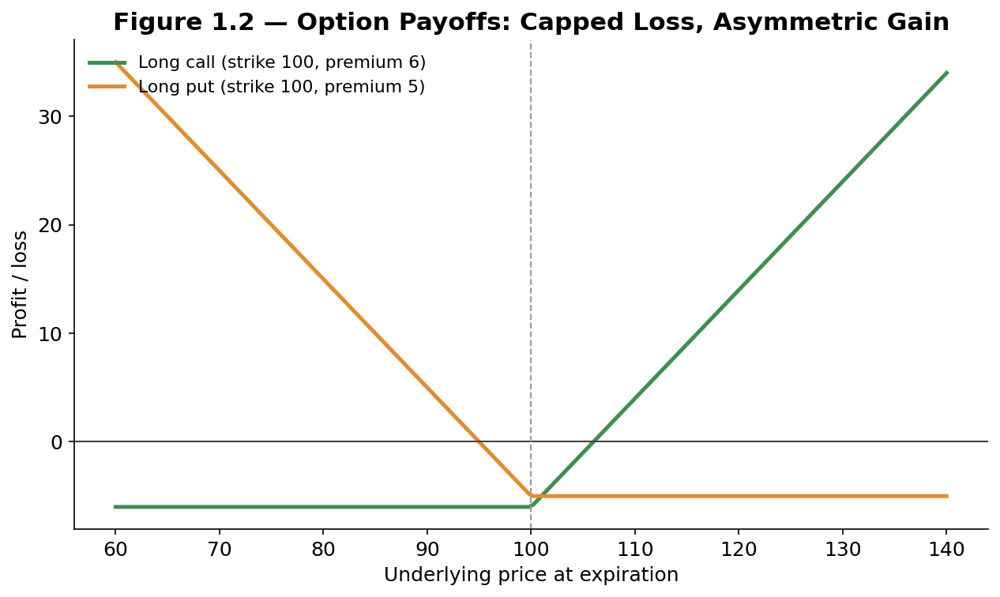 Figure 1.2 — Option Payoffs: Capped Loss, Asymmetric Gain
Long call (strike 100, premium 6)
Long put (strike 100, premium 5)
Profit / loss
30
20
10
0
60 70 80 90 100 110 120 130 140
Underlying price at expiration